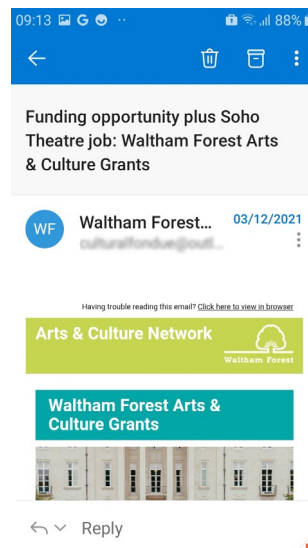 09:13 G 88%
Funding opportunity plus Soho
Theatre job: Waltham Forest Arts
& Culture Grants
WF
Waltham Forest... 03/12/2021
Having trouble reading this email? Click here to view in browser
Arts & Culture Network
Waltham Forest
Waltham Forest Arts &
Culture Grants
Reply